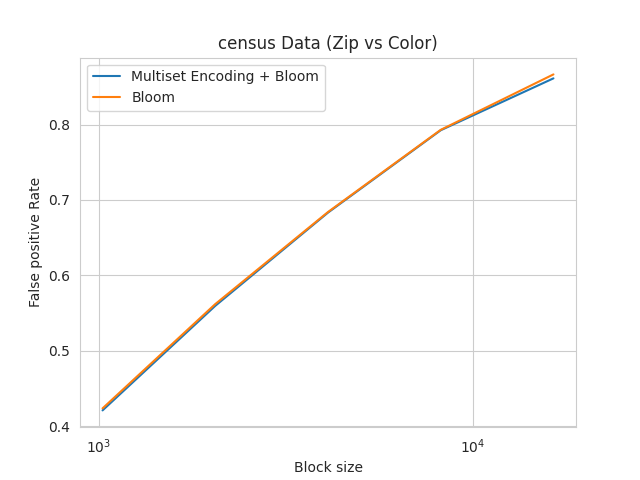 census Data (Zip vs Color)
Multiset Encoding + Bloom
Bloom
False positive Rate
0.8
0.7
0.6
0.5
0.4
10³
10⁴
Block size